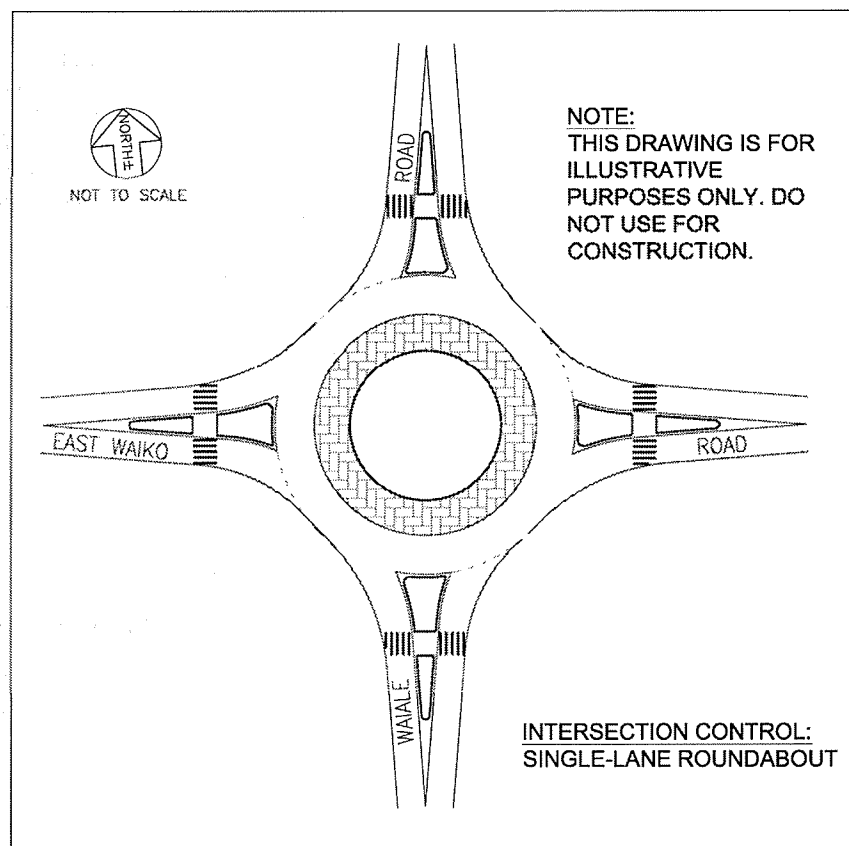 NORTH±
NOT TO SCALE
ROAD
NOTE:
THIS DRAWING IS FOR
ILLUSTRATIVE
PURPOSES ONLY. DO
NOT USE FOR
CONSTRUCTION.
EAST WAIKO
ROAD
WAIALE
INTERSECTION CONTROL:
SINGLE-LANE ROUNDABOUT